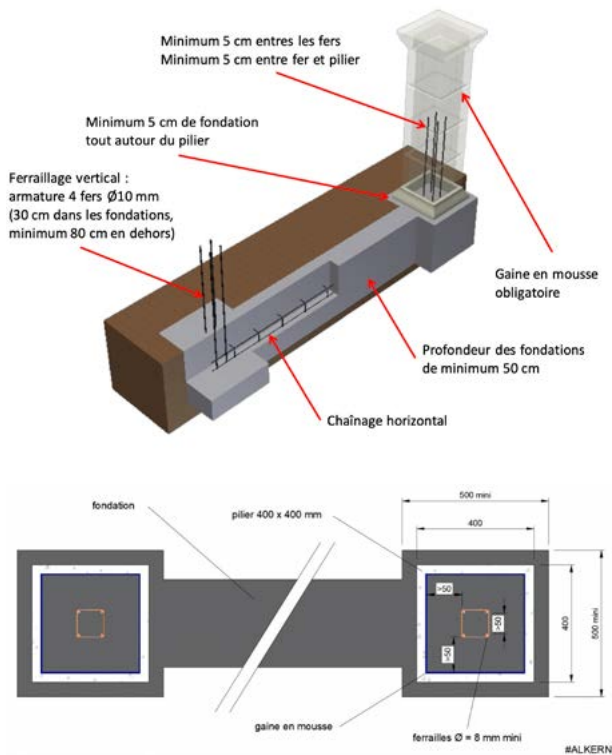 Minimum 5 cm entres les fers
Minimum 5 cm entre fer et pilier
Minimum 5 cm de fondation
tout autour du pilier
Ferraillage vertical :
armature 4 fers Ø10 mm
(30 cm dans les fondations,
minimum 80 cm en dehors)
Gaine en mousse
obligatoire
Profondeur des fondations
de minimum 50 cm
Chaînage horizontal
500 mini
fondation
pilier 400 x 400 mm
400
>50
>50
>50
400
500 mini
gaine en mousse
ferrailles Ø = 8 mm mini
#ALKERN